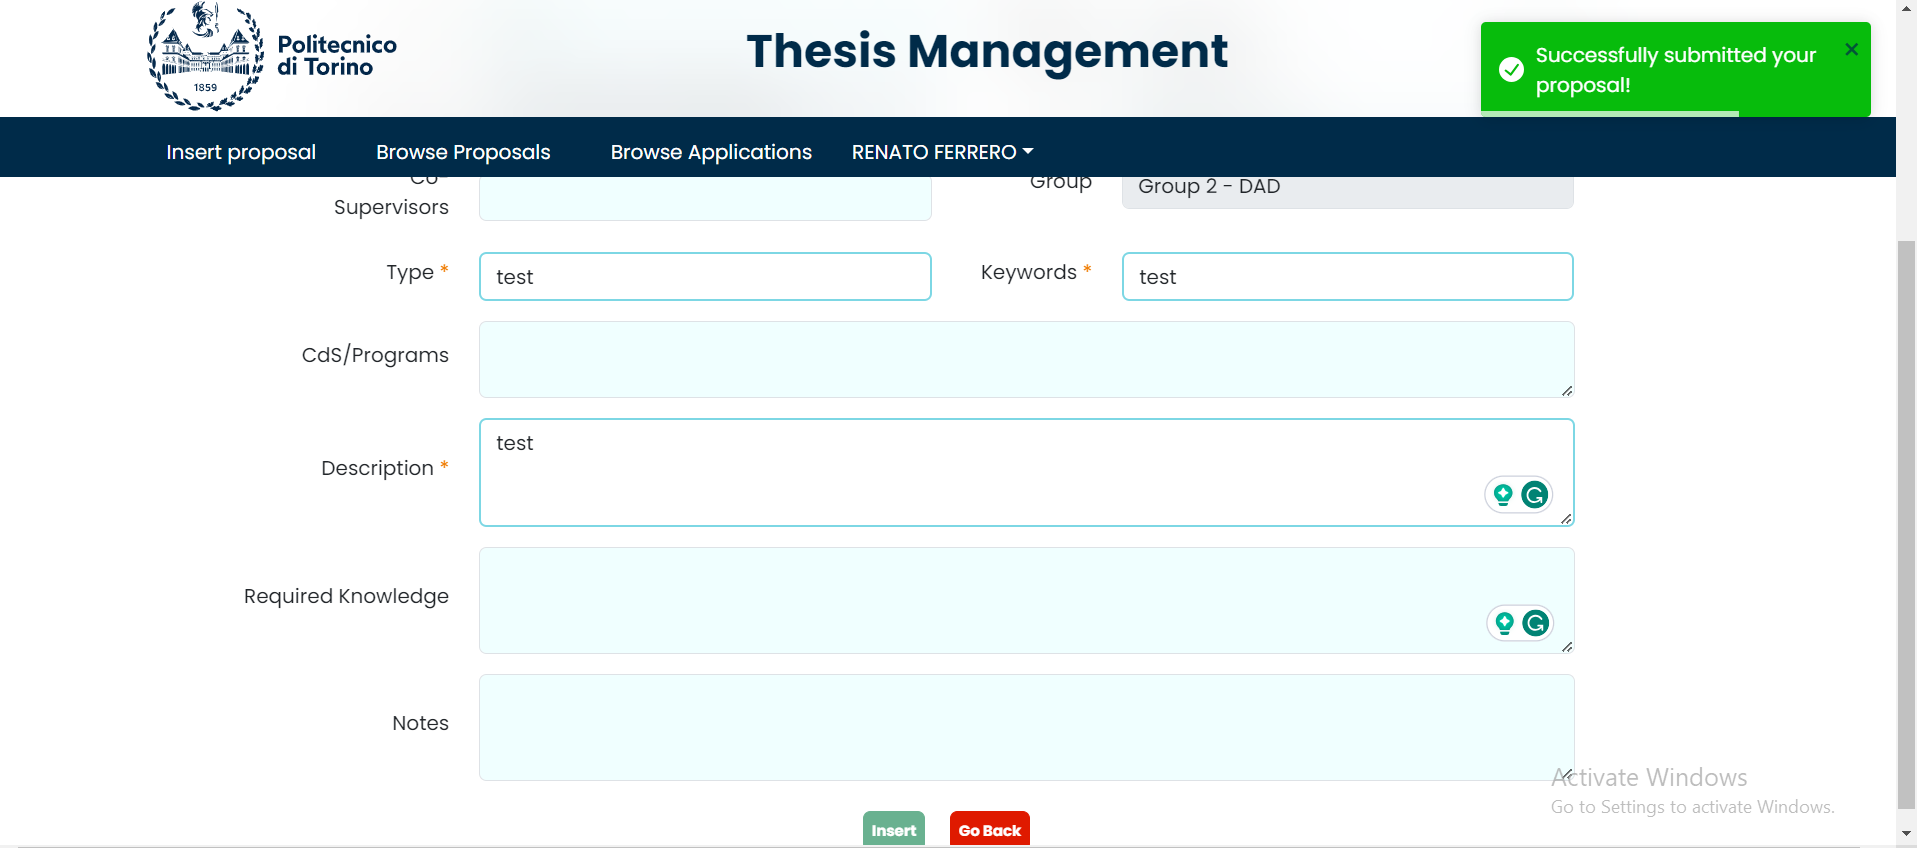 1859
Politecnico
di Torino
Thesis Management
Successfully submitted your
proposal!
Insert proposal
Browse Proposals
Browse Applications
RENATO FERRERO
Co-
Supervisors
Group
Group 2 - DAD
Type *
test
Keywords *
test
CdS/Programs
Description *
test
Required Knowledge
Notes
Activate Windows
Go to Settings to activate Windows.
Insert
Go Back